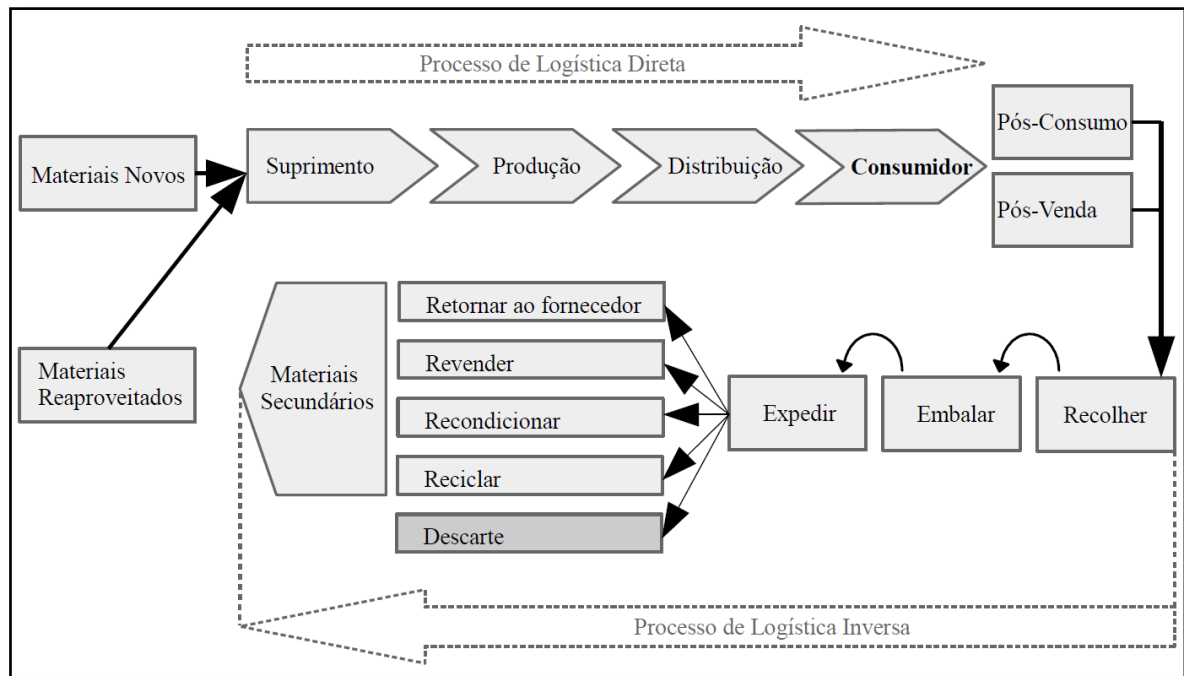 Processo de Logística Direta
Materiais Novos
Suprimento
Produção
Distribuição
Consumidor
Pós-Consumo
Pós-Venda
Materiais
Reaproveitados
Materiais
Secundários
Retornar ao fornecedor
Revender
Recondicionar
Reciclar
Descarte
Expedir
Embalar
Recolher
Processo de Logística Inversa